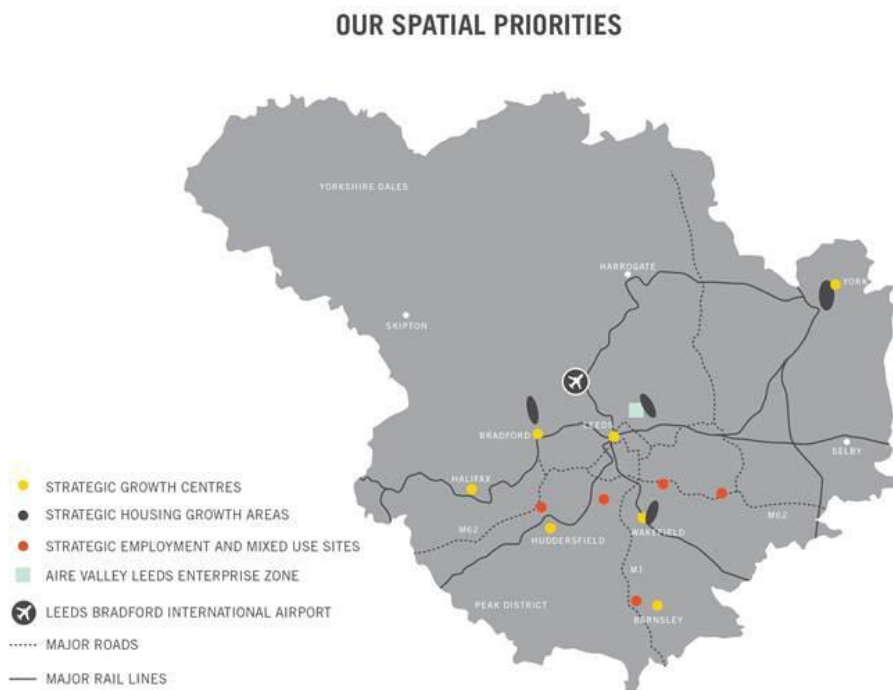 OUR SPATIAL PRIORITIES
YORKSHIRE DALES
HARROGATE
YORK
SKIPTON
LEEDS
BRADFORD
SELBY
HALIFAX
M62
M62
WAKEFIELD
HUDDERSFIELD
M1
PEAK DISTRICT
BARNSLEY
STRATEGIC GROWTH CENTRES
STRATEGIC HOUSING GROWTH AREAS
STRATEGIC EMPLOYMENT AND MIXED USE SITES
AIRE VALLEY LEEDS ENTERPRISE ZONE
LEEDS BRADFORD INTERNATIONAL AIRPORT
MAJOR ROADS
MAJOR RAIL LINES